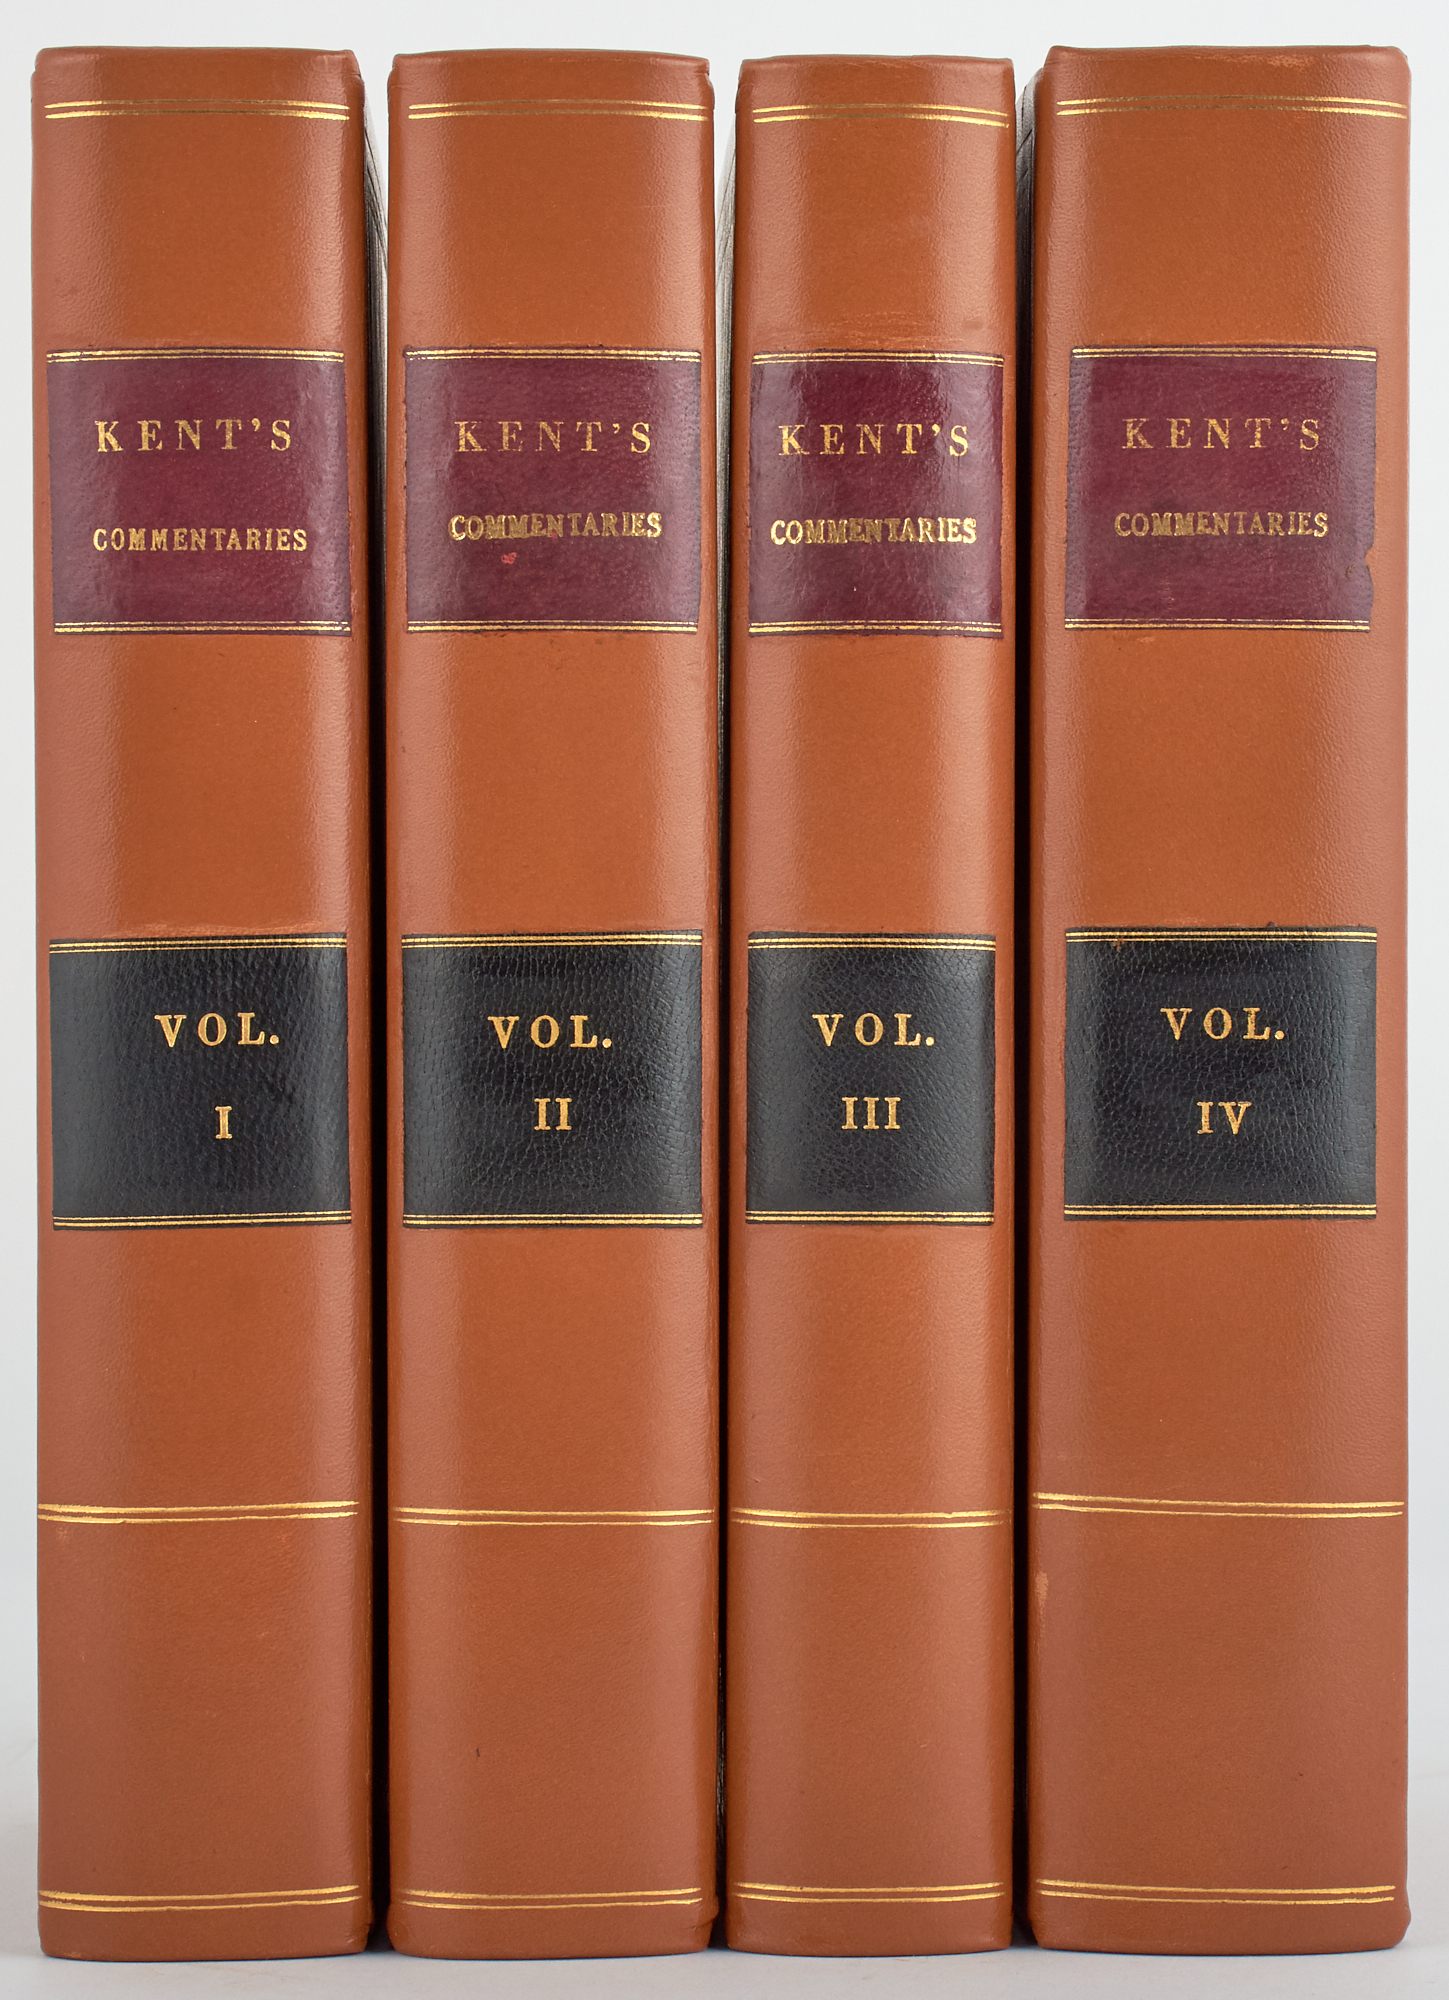 KENT'S
COMMENTARIES
VOL.
I
KENT'S
COMMENTARIES
VOL.
II
KENT'S
COMMENTARIES
VOL.
III
KENT'S
COMMENTARIES
VOL.
IV